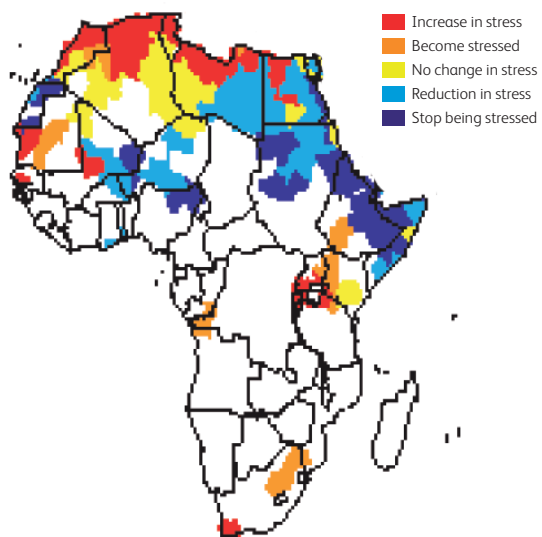 Increase in stress
Become stressed
No change in stress
Reduction in stress
Stop being stressed